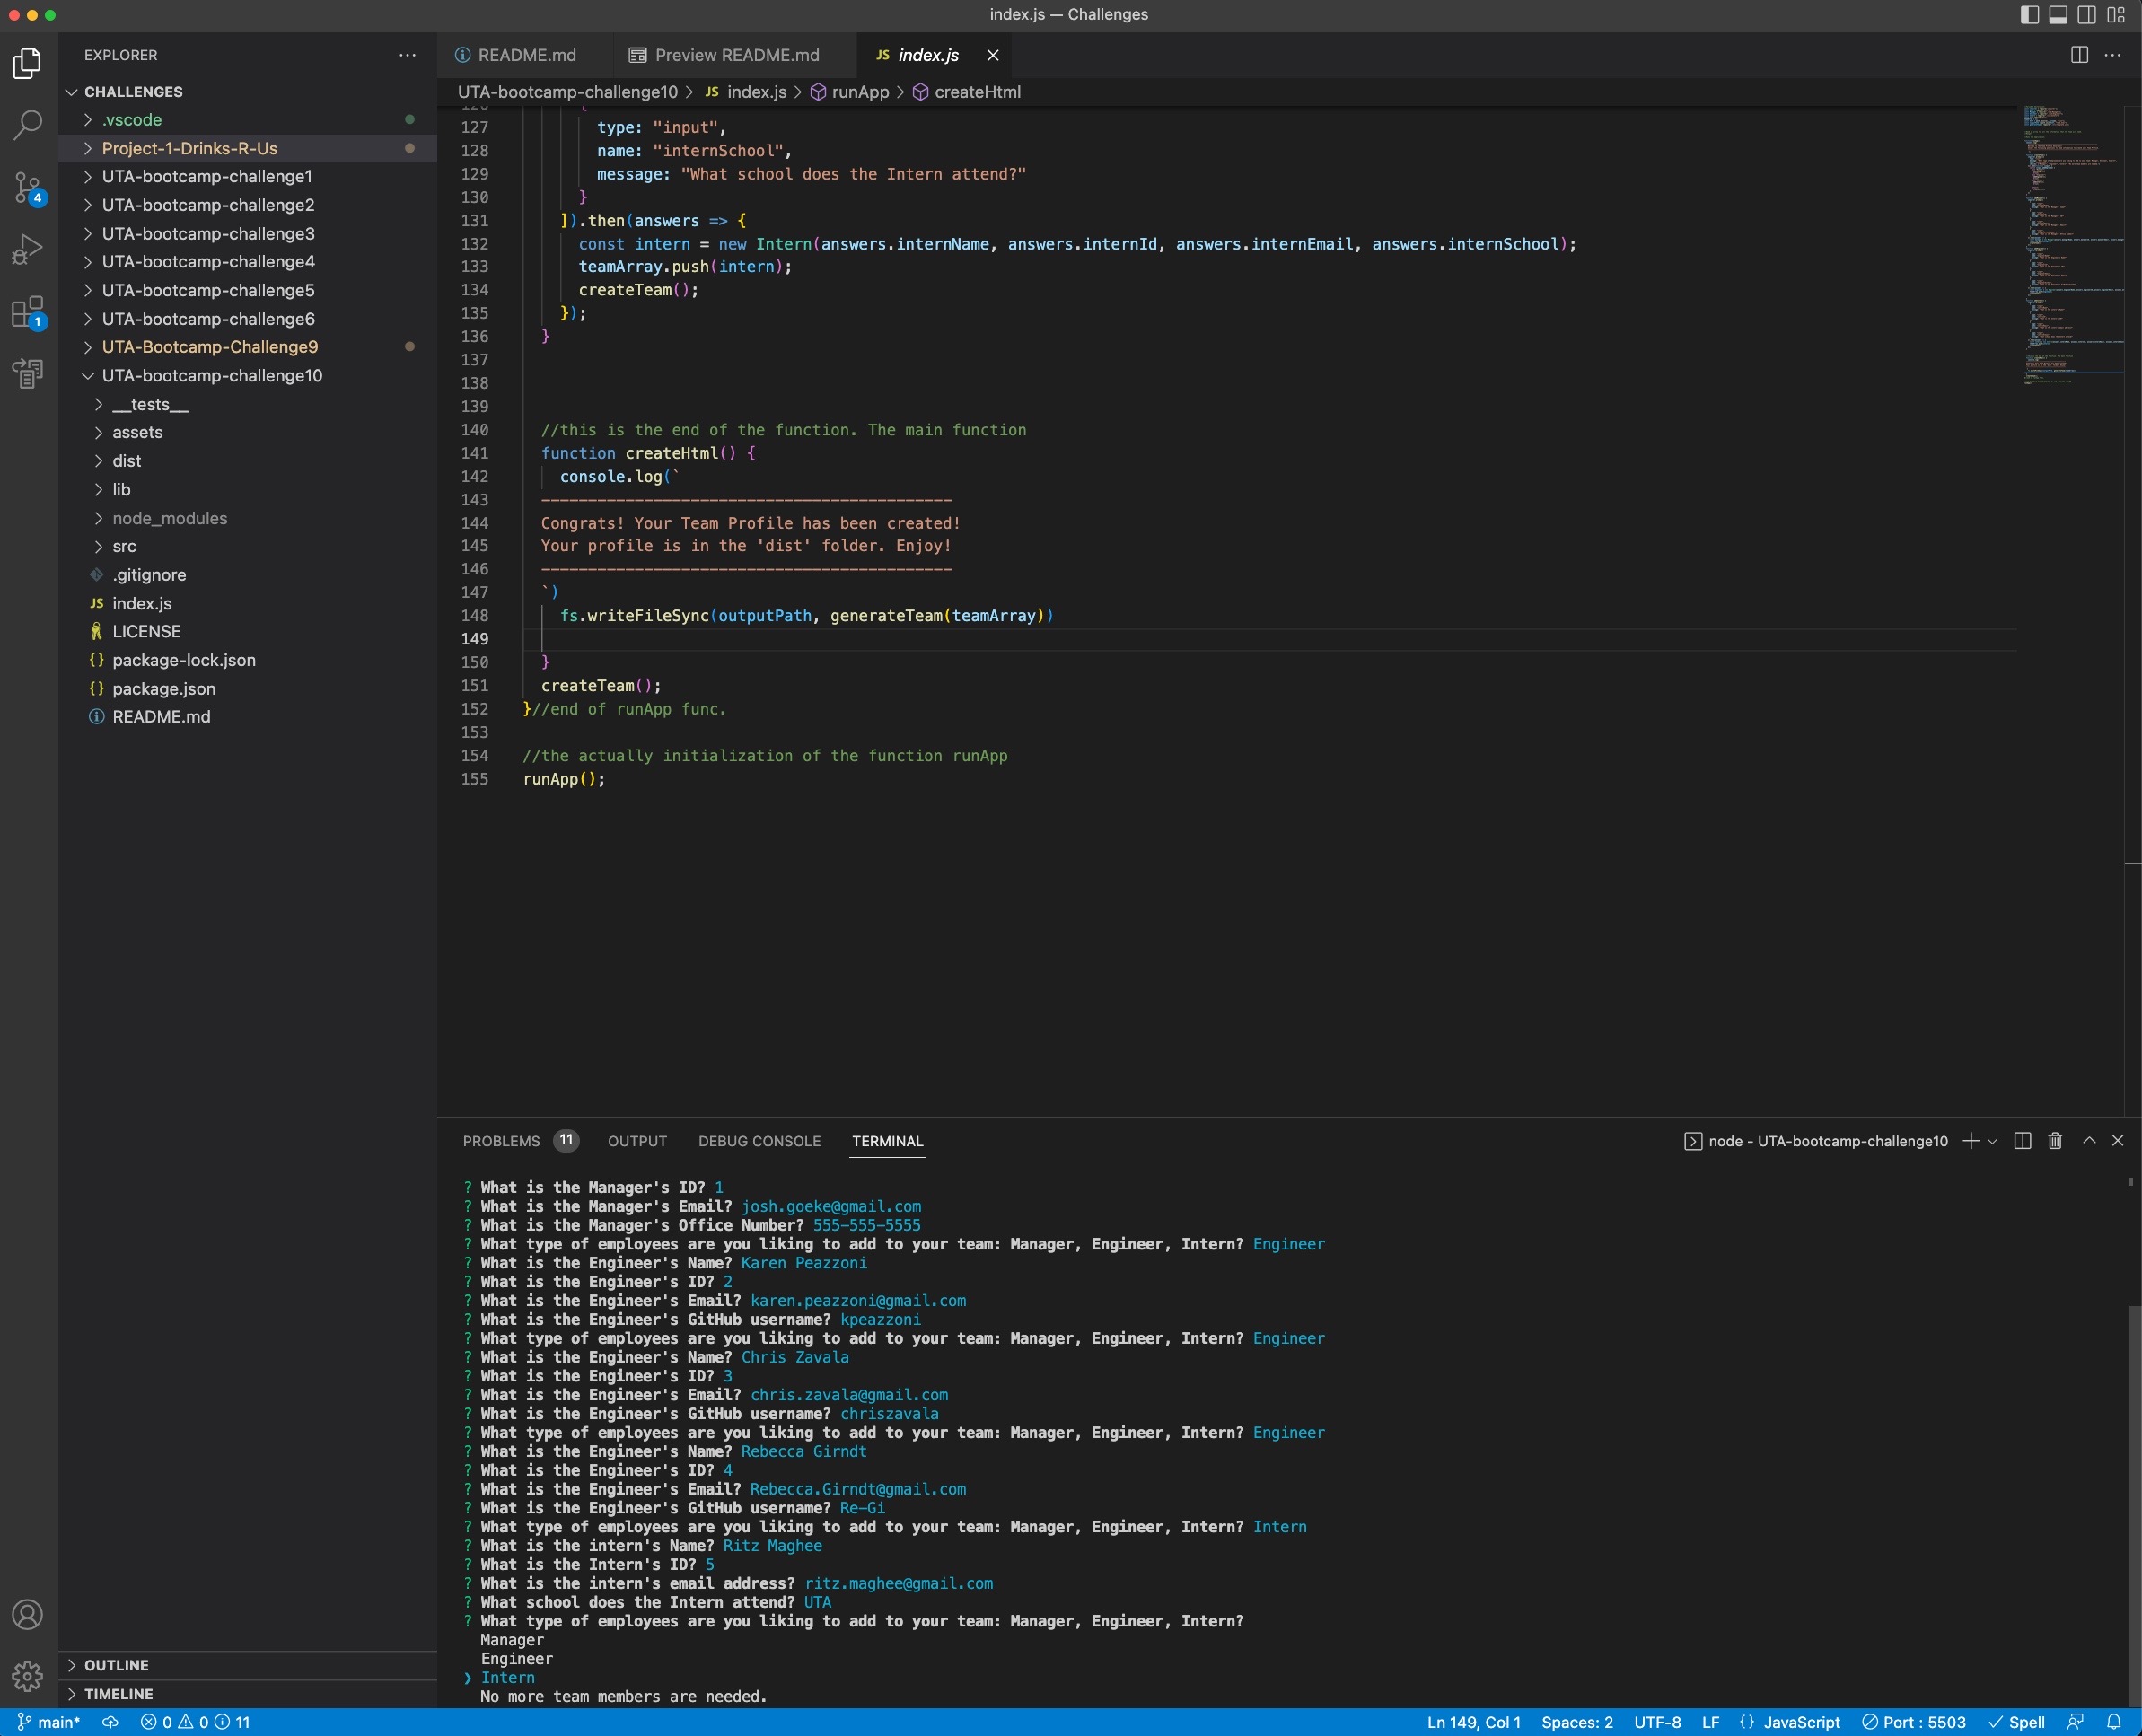 index.js — Challenges
EXPLORER
README.md
Preview README.md
JS index.js
CHALLENGES
UTA-bootcamp-challenge10 > JS index.js > runApp > createHtml
.vscode
Project-1-Drinks-R-Us
UTA-bootcamp-challenge1
UTA-bootcamp-challenge2
UTA-bootcamp-challenge3
UTA-bootcamp-challenge4
UTA-bootcamp-challenge5
UTA-bootcamp-challenge6
UTA-Bootcamp-Challenge9
UTA-bootcamp-challenge10
__tests__
assets
dist
lib
node_modules
src
.gitignore
JS index.js
LICENSE
{} package-lock.json
{} package.json
README.md
OUTLINE
TIMELINE
4
1
126 {
127 type: "input",
128 name: "internSchool",
129 message: "What school does the Intern attend?"
130 }
131 ]).then(answers => {
132 const intern = new Intern(answers.internName, answers.internId, answers.internEmail, answers.internSchool);
133 teamArray.push(intern);
134 createTeam();
135 });
136 }
137
138
139
140 //this is the end of the function. The main function
141 function createHtml() {
142 console.log(`
143 --------------------------------------------
144 Congrats! Your Team Profile has been created!
145 Your profile is in the 'dist' folder. Enjoy!
146 --------------------------------------------
147 `)
148 fs.writeFileSync(outputPath, generateTeam(teamArray))
149
150 }
151 createTeam();
152 }//end of runApp func.
153
154 //the actually initialization of the function runApp
155 runApp();
PROBLEMS 11 OUTPUT DEBUG CONSOLE TERMINAL
node - UTA-bootcamp-challenge10
? What is the Manager's ID? 1
? What is the Manager's Email? josh.goeke@gmail.com
? What is the Manager's Office Number? 555-555-5555
? What type of employees are you liking to add to your team: Manager, Engineer, Intern? Engineer
? What is the Engineer's Name? Karen Peazzoni
? What is the Engineer's ID? 2
? What is the Engineer's Email? karen.peazzoni@gmail.com
? What is the Engineer's GitHub username? kpeazzoni
? What type of employees are you liking to add to your team: Manager, Engineer, Intern? Engineer
? What is the Engineer's Name? Chris Zavala
? What is the Engineer's ID? 3
? What is the Engineer's Email? chris.zavala@gmail.com
? What is the Engineer's GitHub username? chriszavala
? What type of employees are you liking to add to your team: Manager, Engineer, Intern? Engineer
? What is the Engineer's Name? Rebecca Girndt
? What is the Engineer's ID? 4
? What is the Engineer's Email? Rebecca.Girndt@gmail.com
? What is the Engineer's GitHub username? Re-Gi
? What type of employees are you liking to add to your team: Manager, Engineer, Intern? Intern
? What is the intern's Name? Ritz Maghee
? What is the Intern's ID? 5
? What is the intern's email address? ritz.maghee@gmail.com
? What school does the Intern attend? UTA
? What type of employees are you liking to add to your team: Manager, Engineer, Intern?
Manager
Engineer
❯ Intern
No more team members are needed.
main* 0 0 11
Ln 149, Col 1 Spaces: 2 UTF-8 LF {} JavaScript Port : 5503 Spell